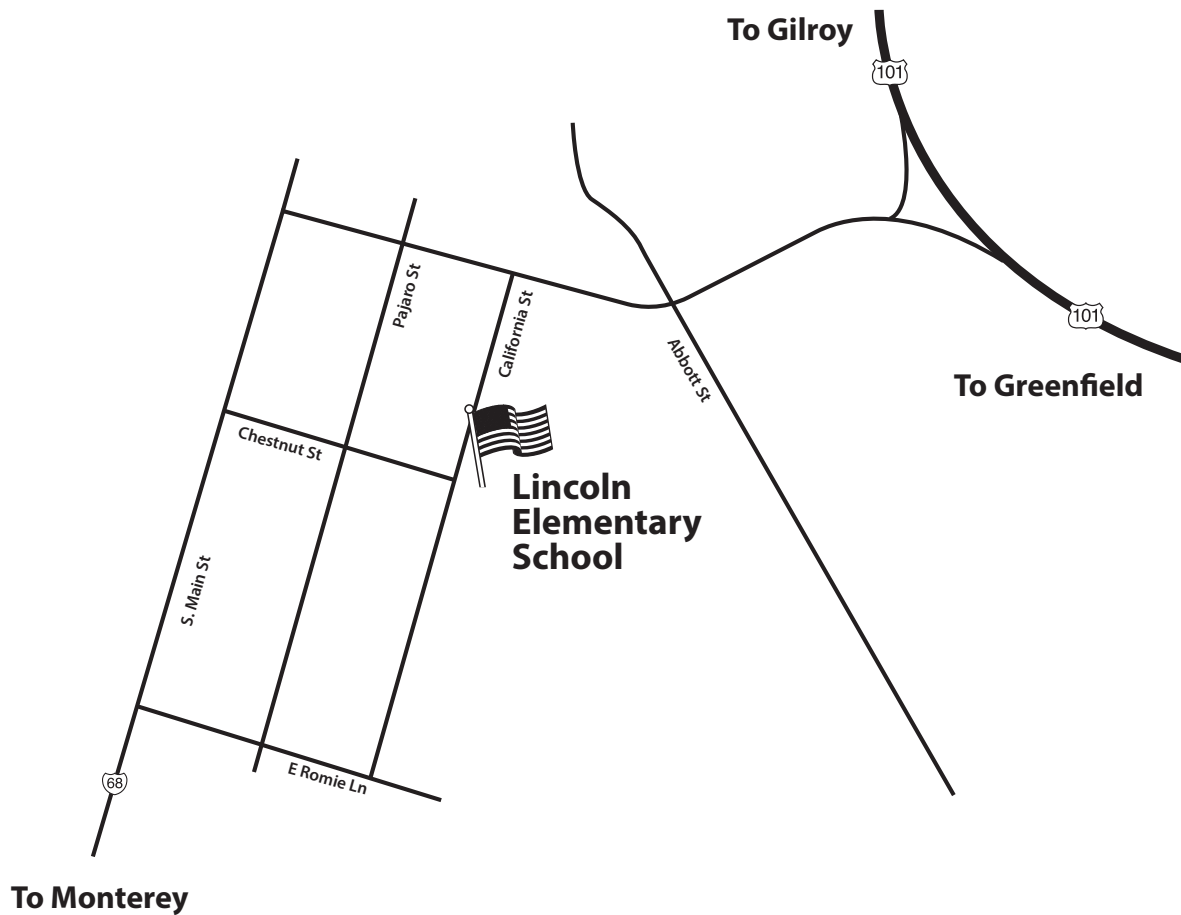 To Gilroy
101
Pajaro St
California St
101
Abbott St
To Greenfield
Chestnut St
Lincoln
Elementary
School
S. Main St
E Romie Ln
68
To Monterey